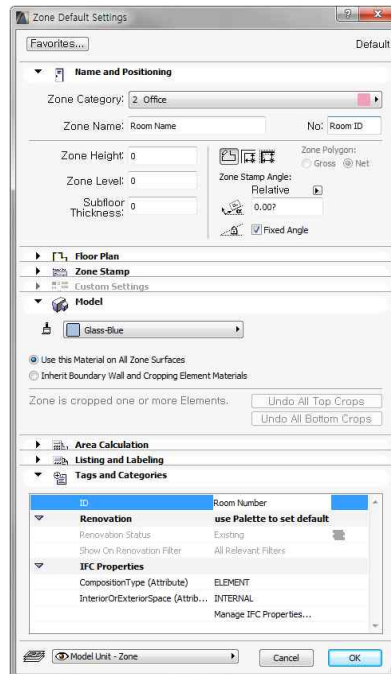 Zone Default Settings
Favorites...
Default
Name and Positioning
Zone Category: 2 Office
Zone Name: Room Name No: Room ID
Zone Height: 0
Zone Level: 0
Subfloor Thickness: 0
Zone Polygon:
Gross Net
Zone Stamp Angle:
Relative
0.00?
Fixed Angle
Floor Plan
Zone Stamp
Custom Settings
Model
Glass-Blue
Use this Material on All Zone Surfaces
Inherit Boundary Wall and Cropping Element Materials
Zone is cropped one or more Elements.
Undo All Top Crops
Undo All Bottom Crops
Area Calculation
Listing and Labeling
Tags and Categories
ID Room Number
Renovation use Palette to set default
Renovation Status Existing
Show On Renovation Filter All Relevant Filters
IFC Properties
CompositionType (Attribute) ELEMENT
InteriorOrExteriorSpace (Attrib... INTERNAL
Manage IFC Properties...
Model Unit - Zone
Cancel
OK